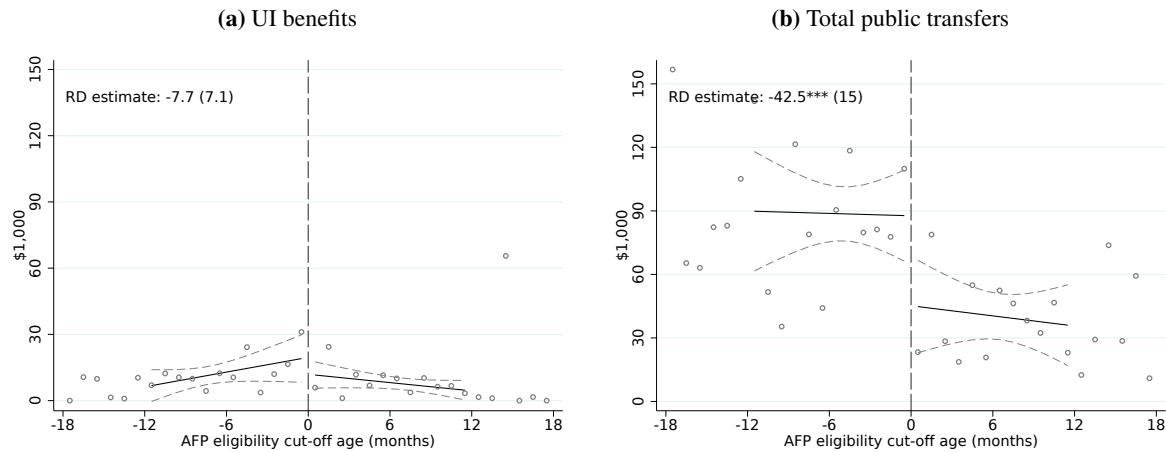 (a) UI benefits
RD estimate: -7.7 (7.1)
$1,000
150
120
90
60
30
0
-18 -12 -6 0 6 12 18
AFP eligibility cut-off age (months)
(b) Total public transfers
RD estimate: -42.5*** (15)
$1,000
150
120
90
60
30
0
-18 -12 -6 0 6 12 18
AFP eligibility cut-off age (months)